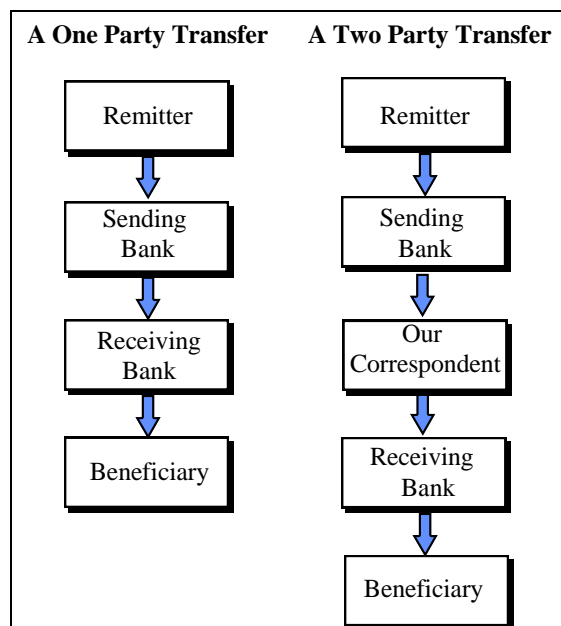 A One Party Transfer
Remitter
Sending
Bank
Receiving
Bank
Beneficiary
A Two Party Transfer
Remitter
Sending
Bank
Our
Correspondent
Receiving
Bank
Beneficiary